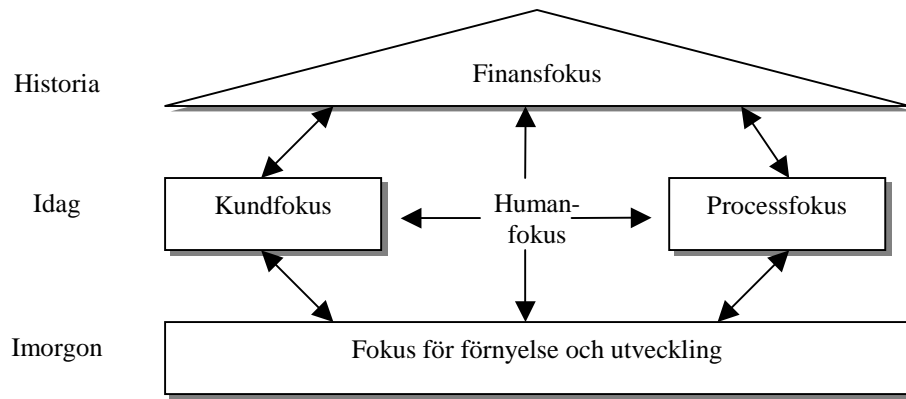 Finansfokus
Historia
Idag
Kundfokus
Human-
fokus
Processfokus
Imorgon
Fokus för förnyelse och utveckling